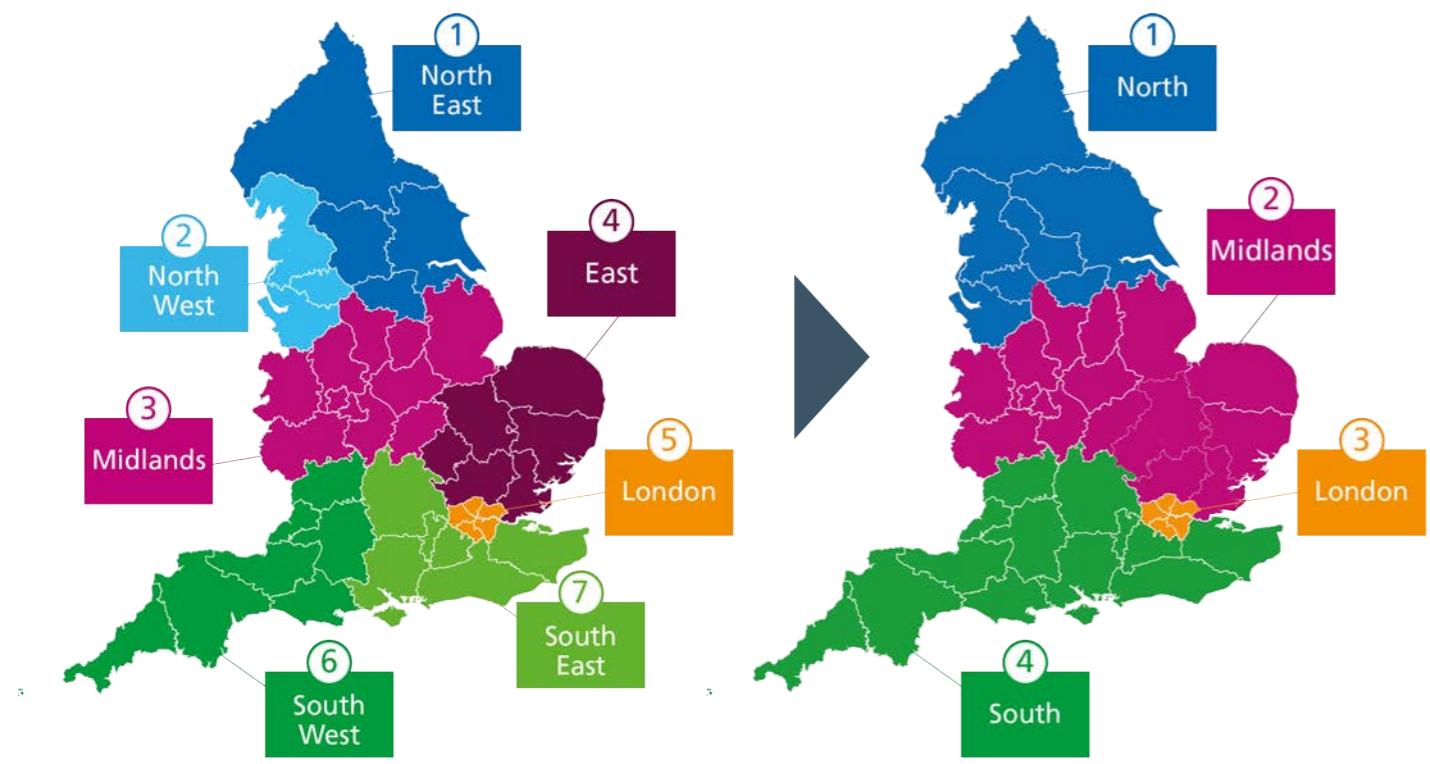 1
North
East
2
North
West
3
Midlands
4
East
5
London
6
South
West
7
South
East
1
North
2
Midlands
3
London
4
South